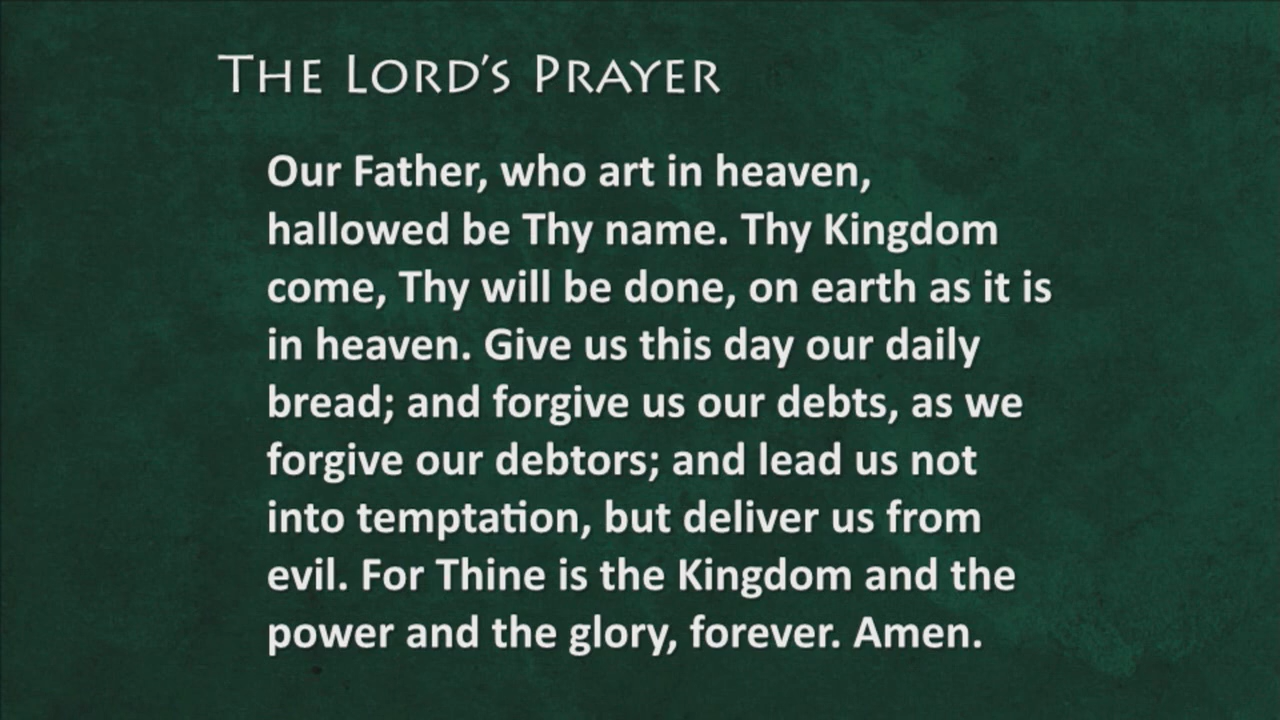 The Lord's Prayer
Our Father, who art in heaven,
hallowed be Thy name. Thy Kingdom
come, Thy will be done, on earth as it is
in heaven. Give us this day our daily
bread; and forgive us our debts, as we
forgive our debtors; and lead us not
into temptation, but deliver us from
evil. For Thine is the Kingdom and the
power and the glory, forever. Amen.